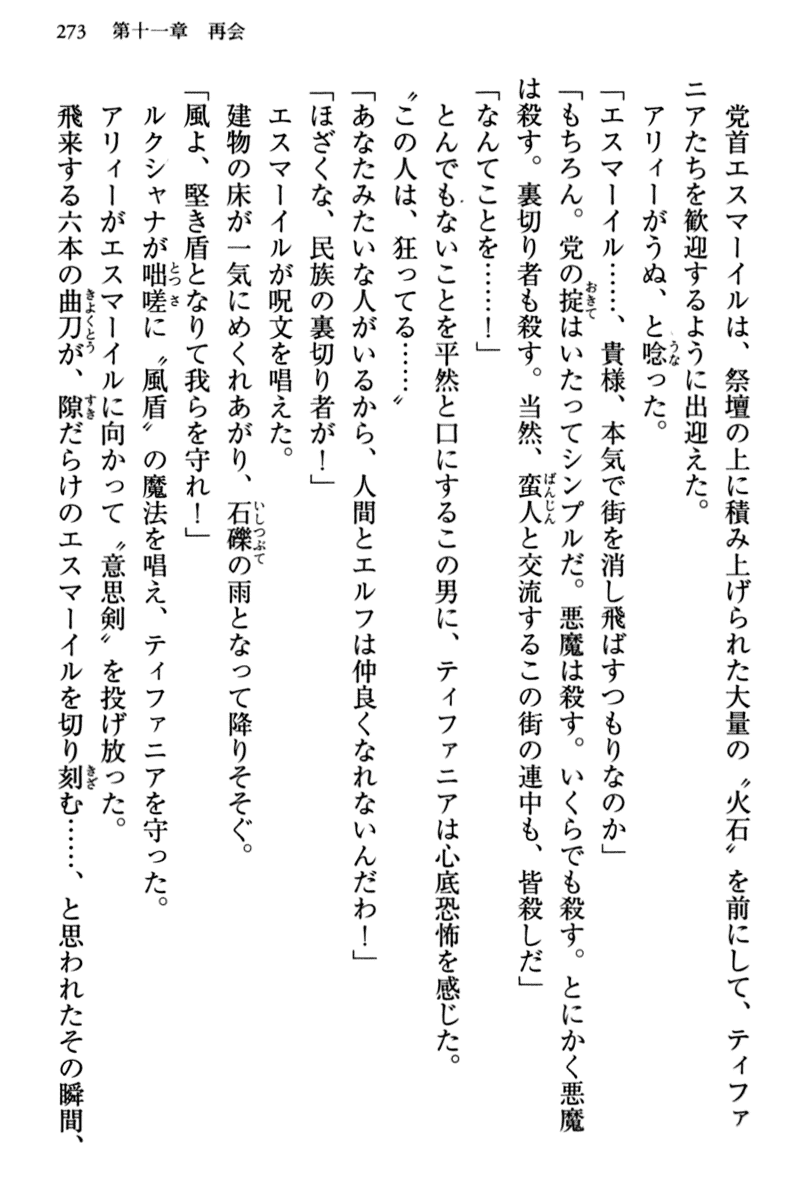 273 第十一章 再会
党首エスマーイルは、祭壇の上に積み上げられた大量の〝火石〟を前にして、ティファ
ニアたちを歓迎するように出迎えた。
アリィーがうぬ、と唸った。
「エスマーイル……、貴様、本気で街を消し飛ばすつもりなのか」
「もちろん。党の掟はいたってシンプルだ。悪魔は殺す。いくらでも殺す。とにかく悪魔
は殺す。裏切り者も殺す。当然、蛮人と交流するこの街の連中も、皆殺しだ」
「なんてことを……！」
とんでもないことを平然と口にするこの男に、ティファニアは心底恐怖を感じた。
〝この人は、狂ってる……〟
「あなたみたいな人がいるから、人間とエルフは仲良くなれないんだわ！」
「ほざくな、民族の裏切り者が！」
エスマーイルが呪文を唱えた。
建物の床が一気にめくれあがり、石礫の雨となって降りそそぐ。
「風よ、堅き盾となりて我らを守れ！」
ルクシャナが咄嗟に〝風盾〟の魔法を唱え、ティファニアを守った。
アリィーがエスマーイルに向かって〝意思剣〟を投げ放った。
飛来する六本の曲刀が、隙だらけのエスマーイルを切り刻む……、と思われたその瞬間、